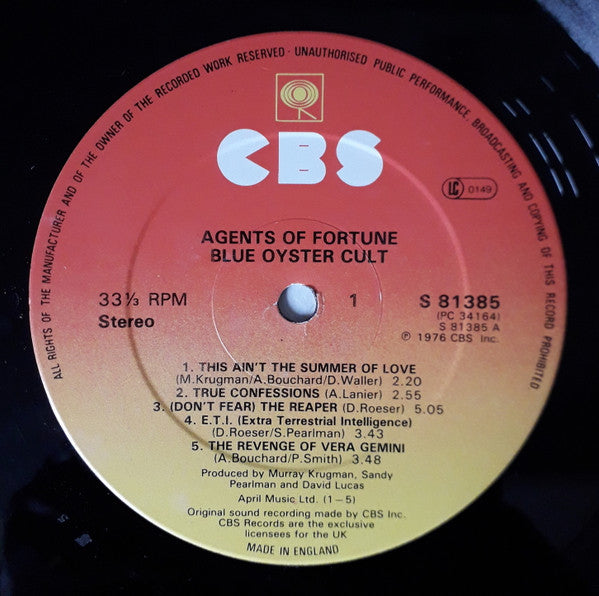 ALL RIGHTS OF THE MANUFACTURER AND OF THE OWNER OF THE RECORDED WORK RESERVED · UNAUTHORISED PUBLIC PERFORMANCE, BROADCASTING AND COPYING OF THIS RECORD PROHIBITED
CBS
LC 0149
AGENTS OF FORTUNE
BLUE OYSTER CULT
33⅓ RPM 1 S 81385
Stereo (PC 34164)
S 81385 A
℗ 1976 CBS Inc.
1. THIS AIN'T THE SUMMER OF LOVE
(M.Krugman/A.Bouchard/D.Waller) 2.20
2. TRUE CONFESSIONS (A.Lanier) 2.55
3. (DON'T FEAR) THE REAPER (D.Roeser) 5.05
4. E.T.I. (Extra Terrestrial Intelligence)
(D.Roeser/S.Pearlman) 3.43
5. THE REVENGE OF VERA GEMINI
(A.Bouchard/P.Smith) 3.48
Produced by Murray Krugman, Sandy
Pearlman and David Lucas
April Music Ltd. (1–5)
Original sound recording made by CBS Inc.
CBS Records are the exclusive
licensees for the UK
MADE IN ENGLAND